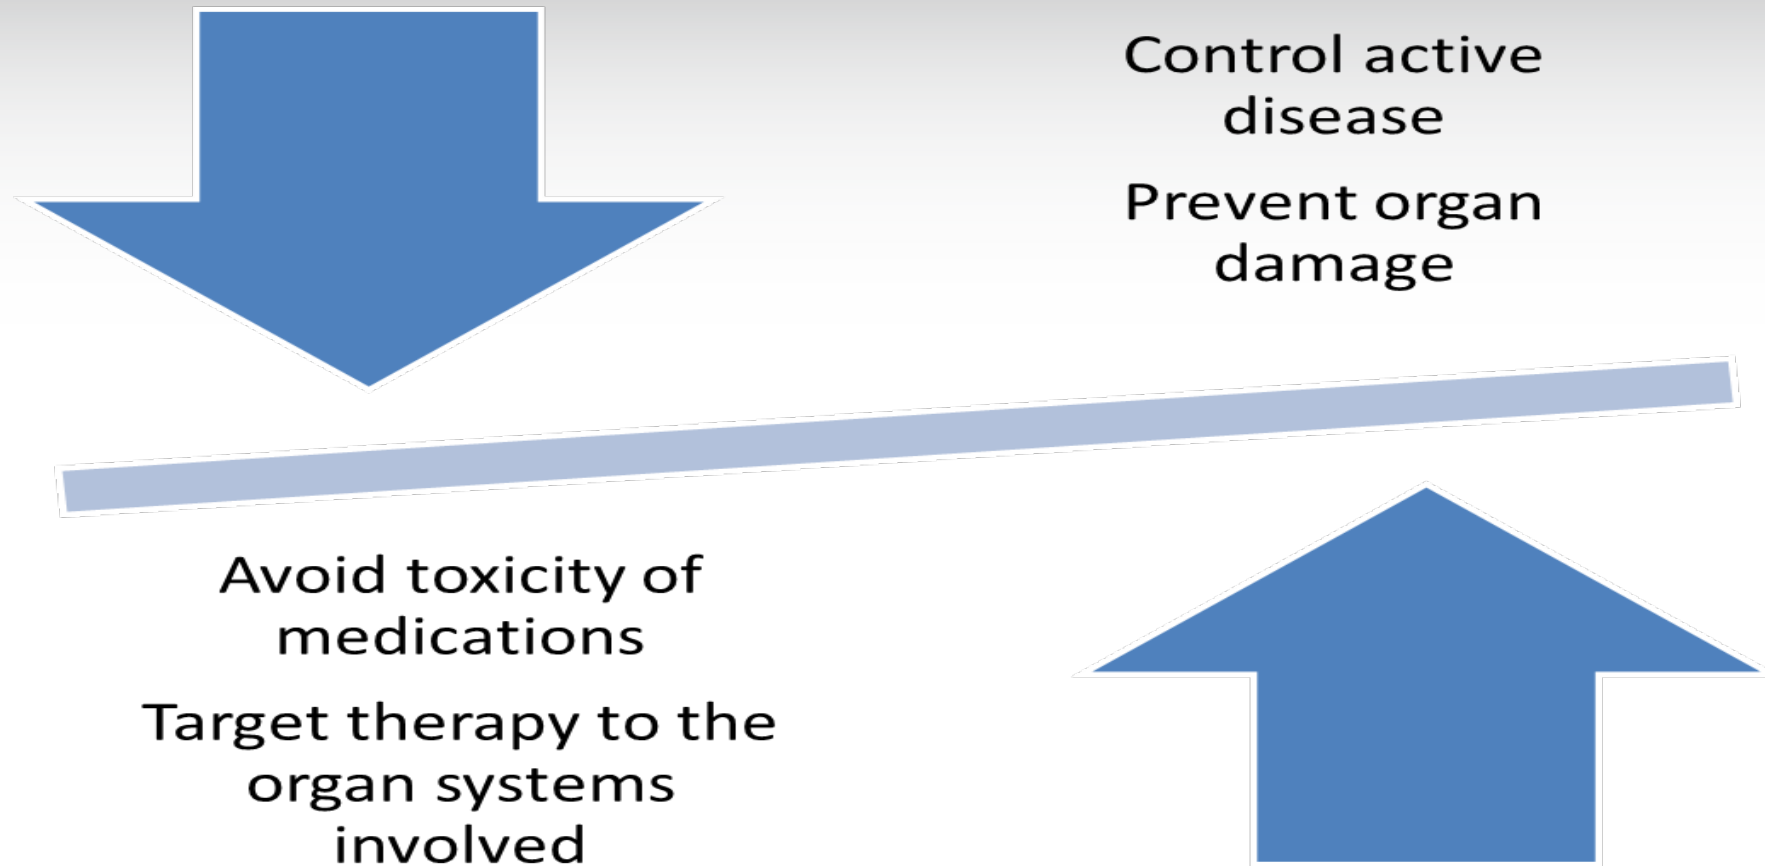 Control active
disease
Prevent organ
damage
Avoid toxicity of
medications
Target therapy to the
organ systems
involved